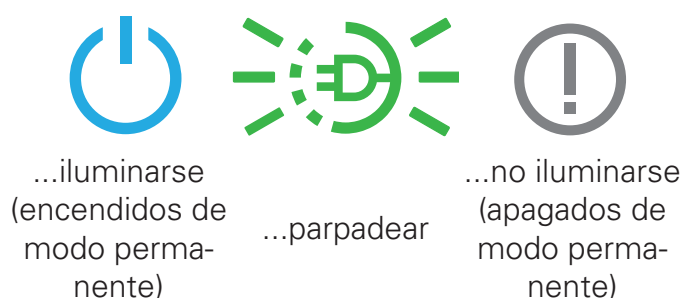 ...iluminarse
(encendidos de
modo perma-
nente)
...parpadear
...no iluminarse
(apagados de
modo perma-
nente)